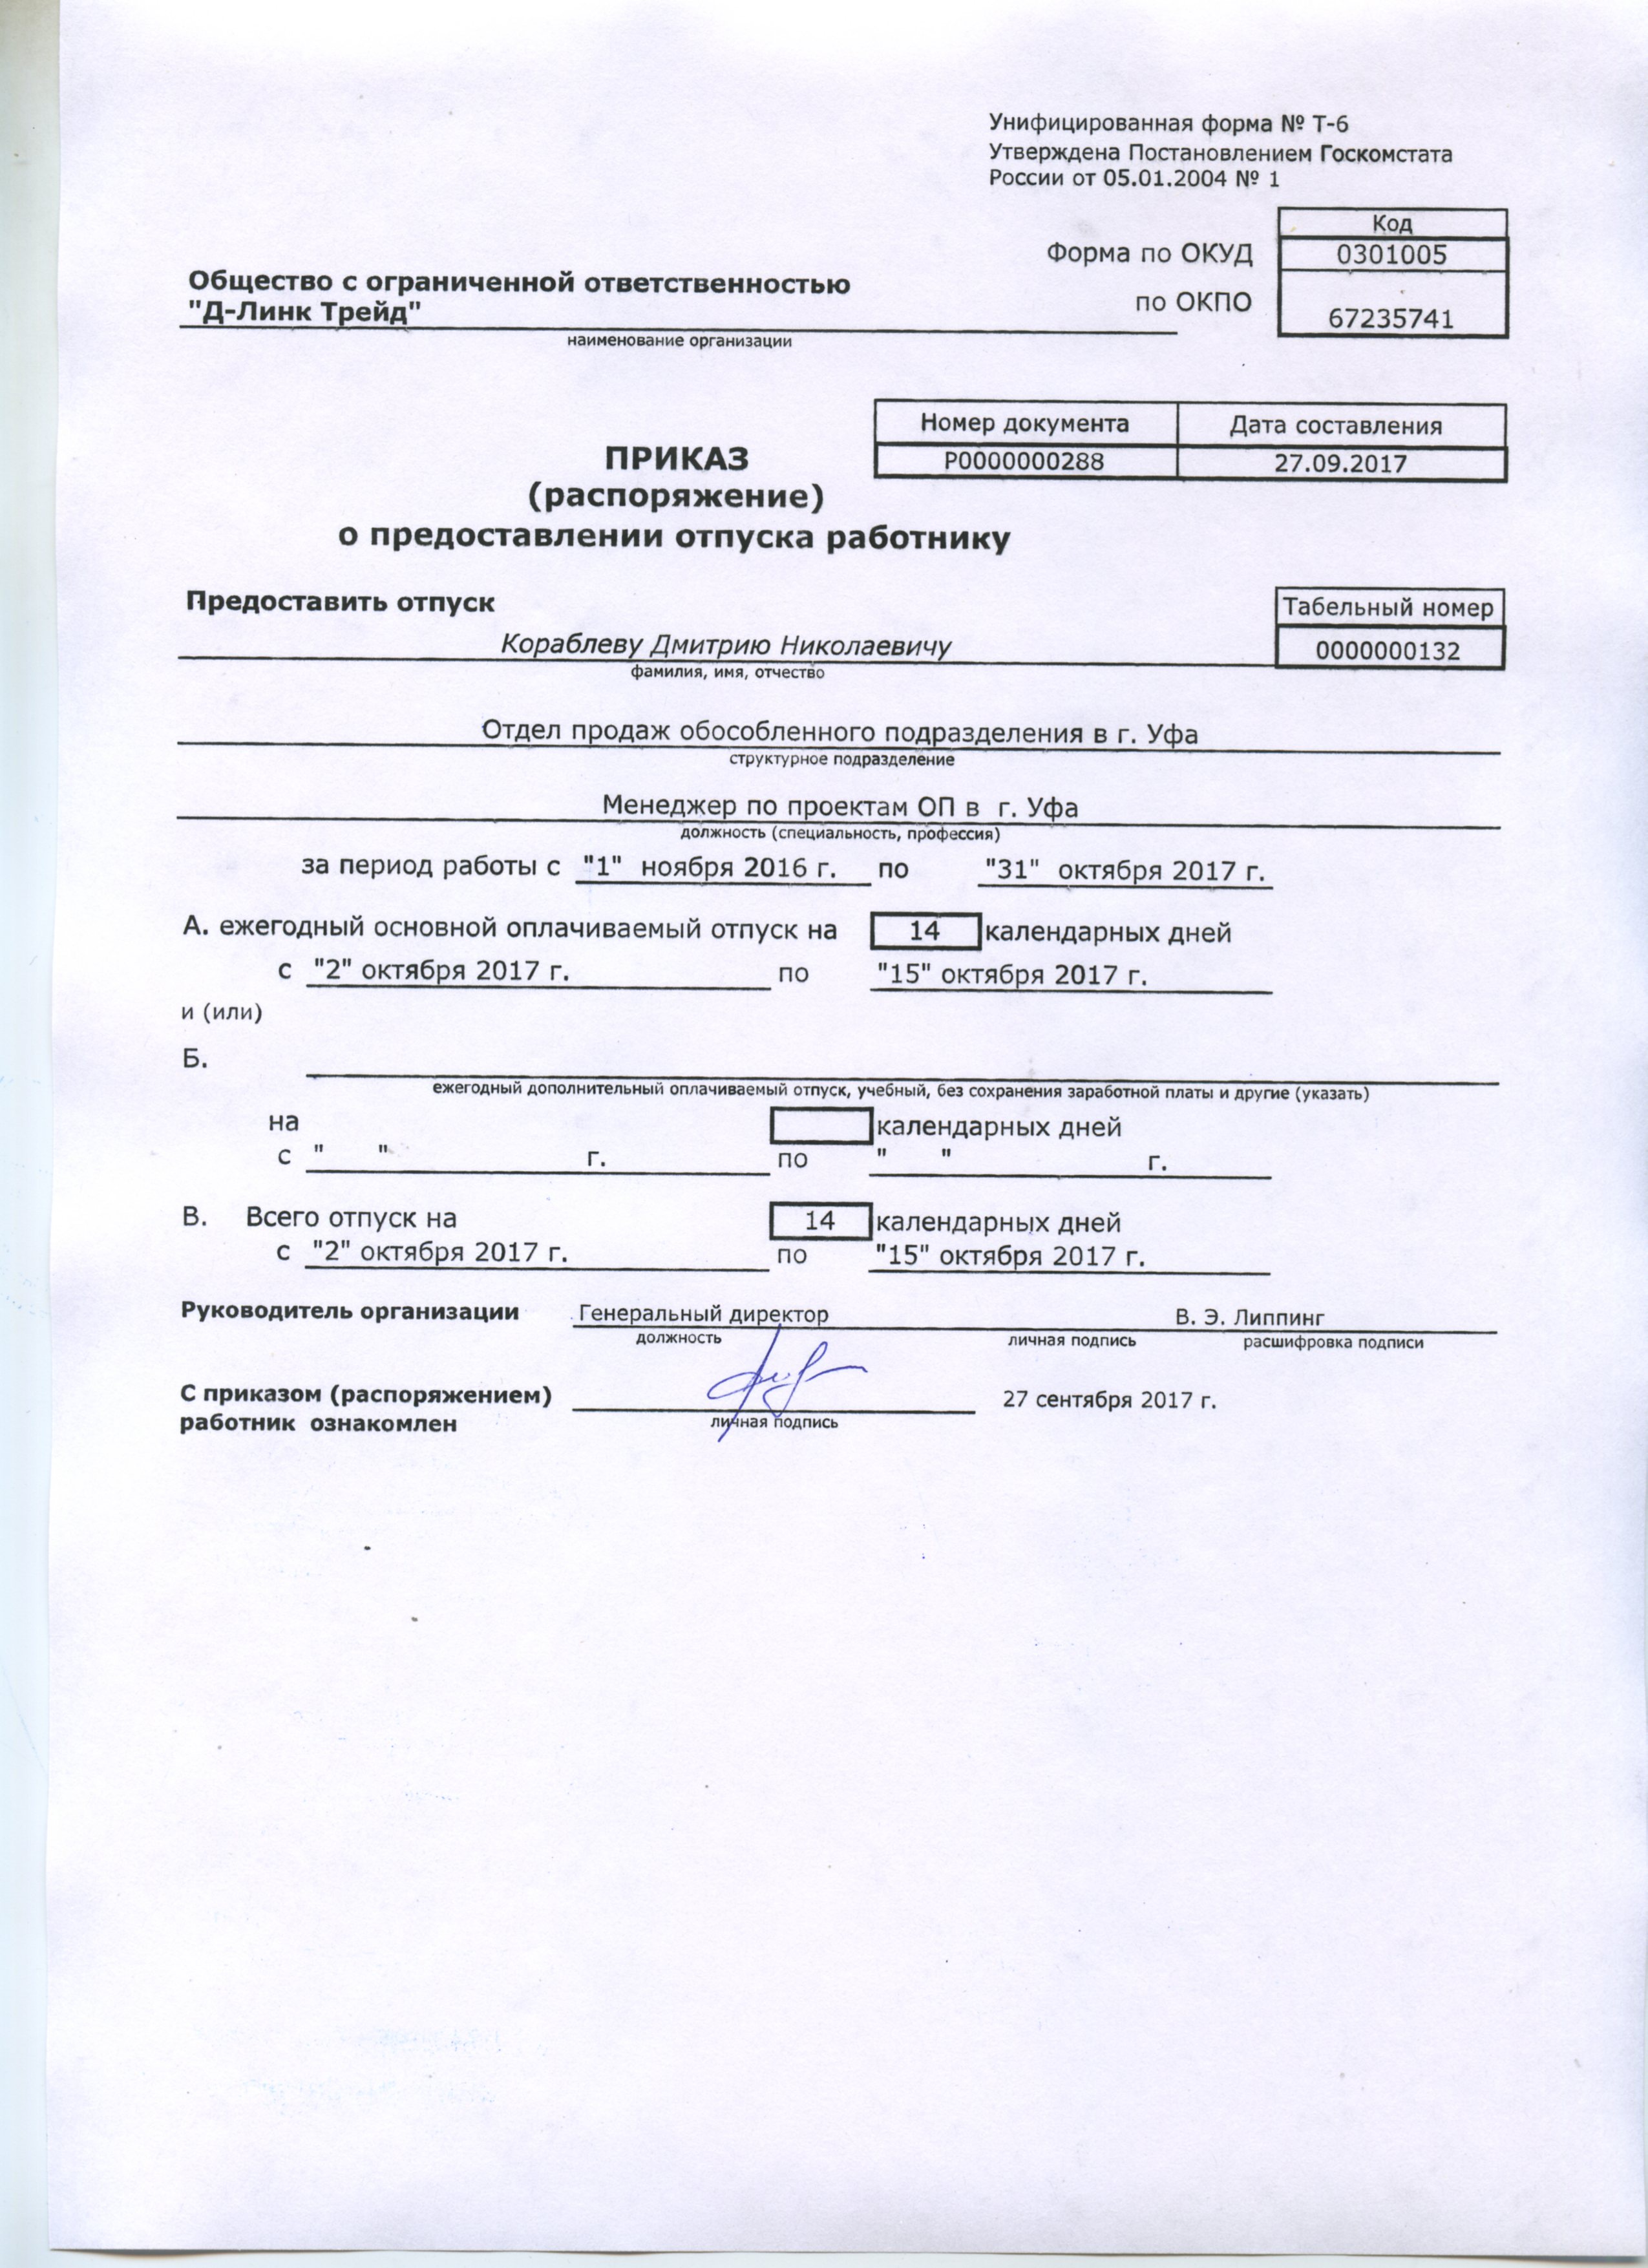 Унифицированная форма № Т-6
Утверждена Постановлением Госкомстата
России от 05.01.2004 № 1
Код
Форма по ОКУД 0301005
Общество с ограниченной ответственностью
"Д-Линк Трейд"
по ОКПО 67235741
наименование организации
Номер документа Дата составления
Р0000000288 27.09.2017
ПРИКАЗ
(распоряжение)
о предоставлении отпуска работнику
Предоставить отпуск
Табельный номер
Кораблеву Дмитрию Николаевичу 0000000132
фамилия, имя, отчество
Отдел продаж обособленного подразделения в г. Уфа
структурное подразделение
Менеджер по проектам ОП в г. Уфа
должность (специальность, профессия)
за период работы с "1" ноября 2016 г. по "31" октября 2017 г.
А. ежегодный основной оплачиваемый отпуск на 14 календарных дней
с "2" октября 2017 г. по "15" октября 2017 г.
и (или)
Б.
ежегодный дополнительный оплачиваемый отпуск, учебный, без сохранения заработной платы и другие (указать)
на календарных дней
с " " г. по " " г.
В. Всего отпуск на 14 календарных дней
с "2" октября 2017 г. по "15" октября 2017 г.
Руководитель организации Генеральный директор В. Э. Липпинг
должность личная подпись расшифровка подписи
С приказом (распоряжением)
работник ознакомлен
27 сентября 2017 г.
личная подпись